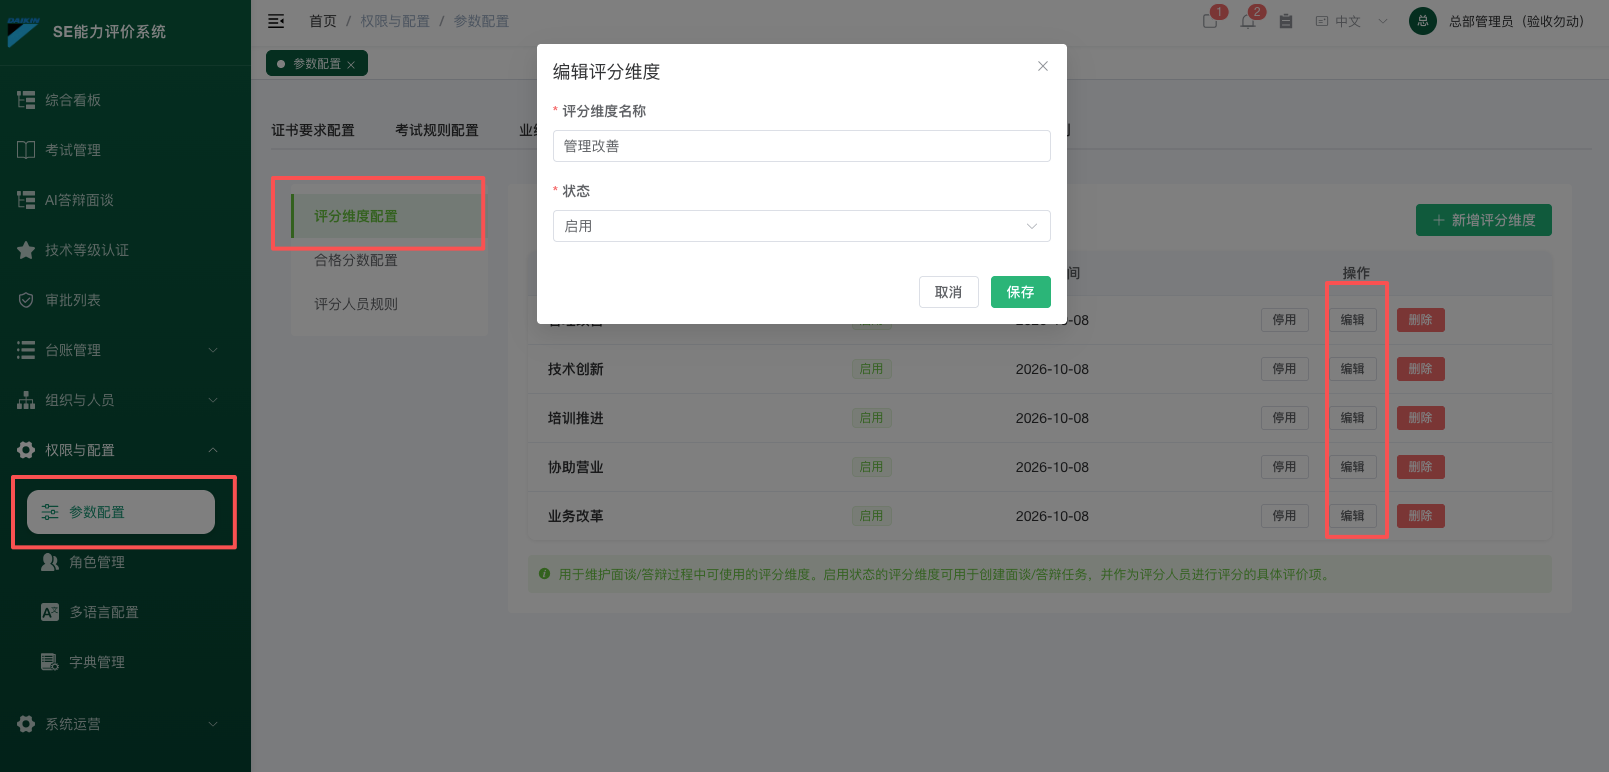 DAIKIN
SE能力评价系统
首页 / 权限与配置 / 参数配置
1
2
中文
总
总部管理员（验收勿动）
参数配置
综合看板
考试管理
AI答辩面谈
技术等级认证
审批列表
台账管理
组织与人员
权限与配置
参数配置
角色管理
多语言配置
字典管理
系统运营
证书要求配置
考试规则配置
评分维度配置
合格分数配置
评分人员规则
编辑评分维度
* 评分维度名称
管理改善
* 状态
启用
取消
保存
+ 新增评分维度
间
操作
2026-10-08
停用 编辑 删除
技术创新 启用 2026-10-08 停用 编辑 删除
培训推进 启用 2026-10-08 停用 编辑 删除
协助营业 启用 2026-10-08 停用 编辑 删除
业务改革 启用 2026-10-08 停用 编辑 删除
用于维护面谈/答辩过程中可使用的评分维度。启用状态的评分维度可用于创建面谈/答辩任务，并作为评分人员进行评分的具体评价项。